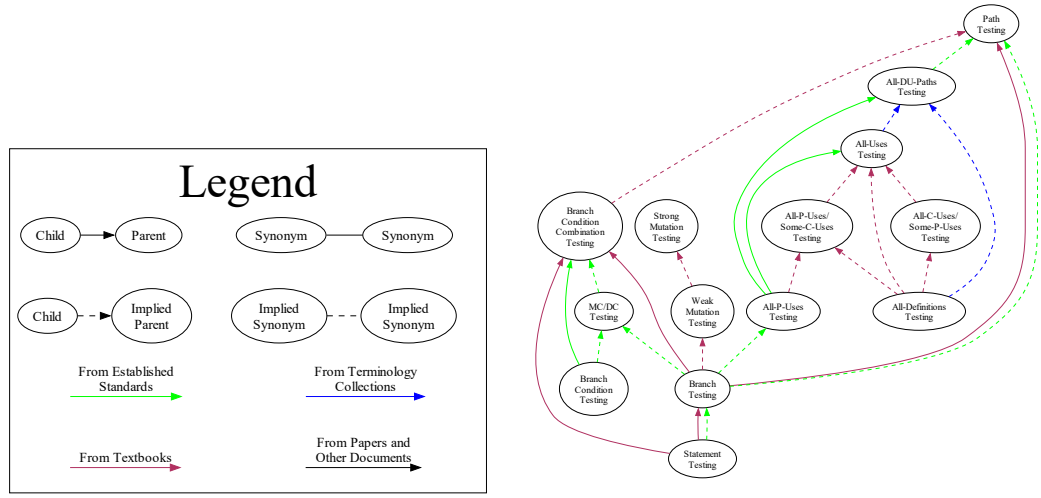 Legend
Child
Parent
Synonym
Synonym
Child
Implied
Parent
Implied
Synonym
Implied
Synonym
From Established
Standards
From Terminology
Collections
From Textbooks
From Papers and
Other Documents
Path
Testing
All-DU-Paths
Testing
All-Uses
Testing
Branch
Condition
Combination
Testing
Strong
Mutation
Testing
All-P-Uses/
Some-C-Uses
Testing
All-C-Uses/
Some-P-Uses
Testing
MC/DC
Testing
Weak
Mutation
Testing
All-P-Uses
Testing
All-Definitions
Testing
Branch
Condition
Testing
Branch
Testing
Statement
Testing